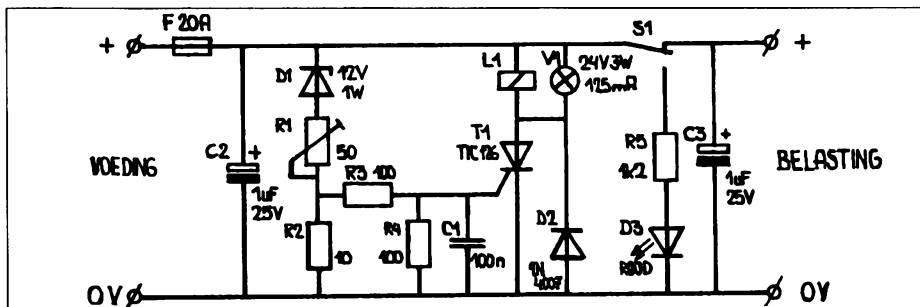 F 20A
+
S1
+
D1
12V
1W
L1
V1
24V 3W
125mA
R1
50
T1
TIC126
C2
+
1uF
25V
VOEDING
R3 100
R5
1k2
C3
+
1uF
25V
BELASTING
R2
10
R4
100
C1
100n
D2
1N
4007
D3
ROOD
0V
0V